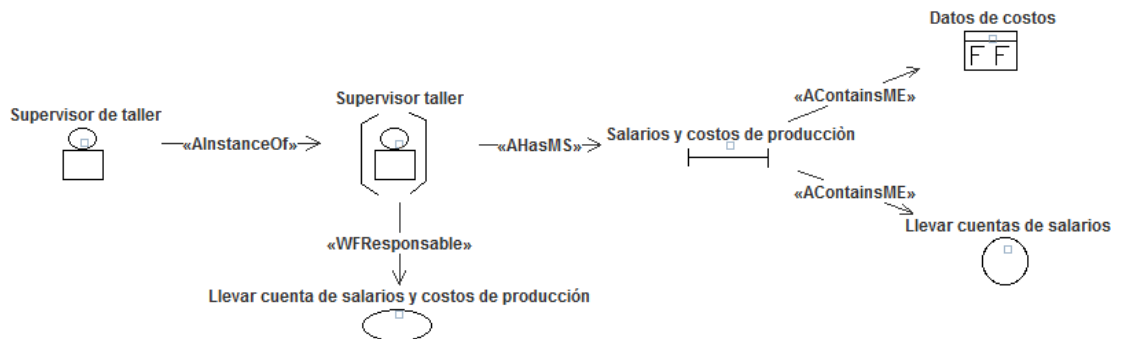 Datos de costos
F F
«AContainsME»
Supervisor de taller
Supervisor taller
«AInstanceOf»
«AHasMS»
Salarios y costos de producción
«AContainsME»
Llevar cuentas de salarios
«WFResponsable»
Llevar cuenta de salarios y costos de producción